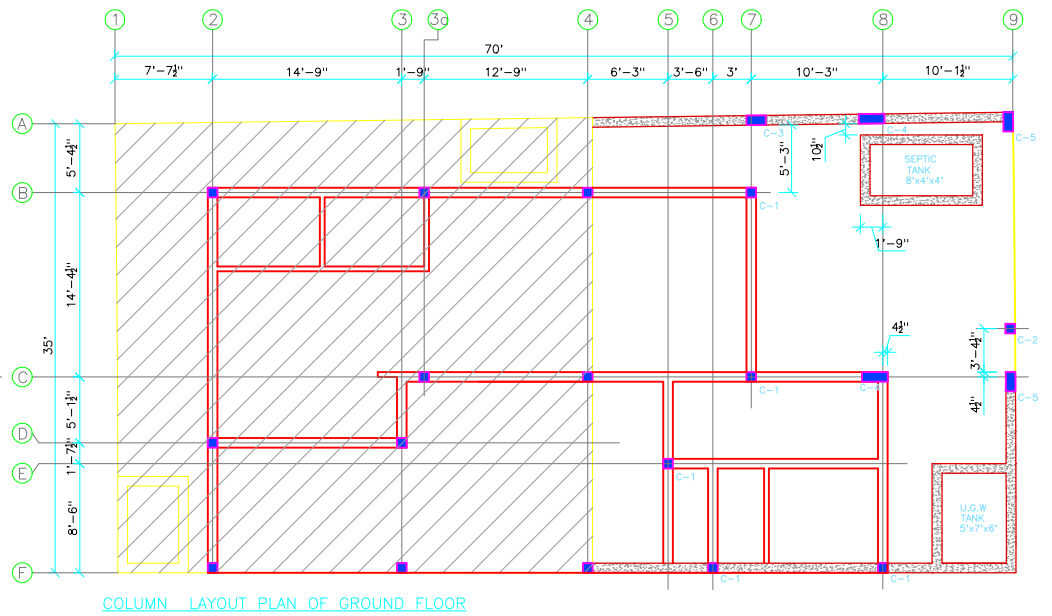 1 2 3 3a 4 5 6 7 8 9
70'
7'-7½" 14'-9" 1'-9" 12'-9" 6'-3" 3'-6" 3' 10'-3" 10'-1½"
A
B
C
D
E
F
35'
5'-4½"
14'-4½"
5'-1½"
1'-7½"
8'-6"
C-3
C-4
C-5
5'-3"
10½"
SEPTIC
TANK
8'x4'x4'
C-1
1'-9"
4½"
C-2
3'-4½"
C-1
C-4
4½"
C-5
C-1
U.G.W
TANK
5'x7'x6'
C-1
C-1
COLUMN LAYOUT PLAN OF GROUND FLOOR